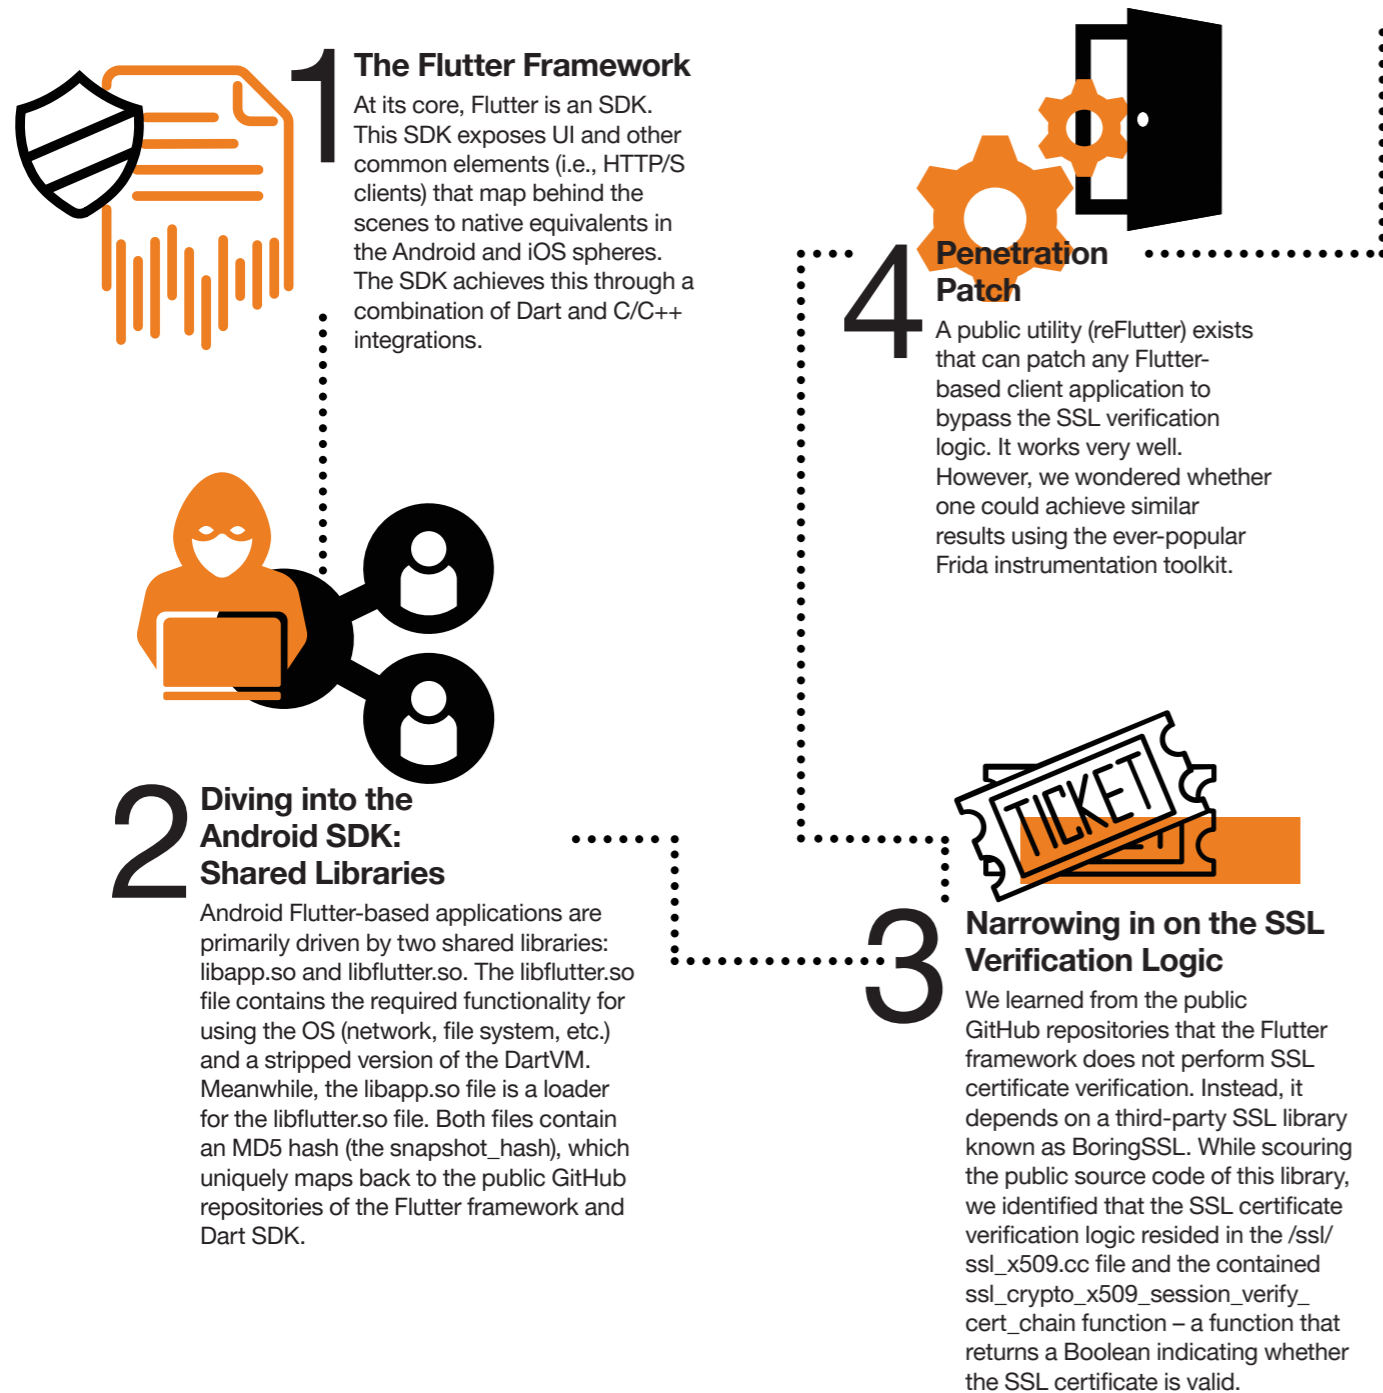 1
The Flutter Framework
At its core, Flutter is an SDK.
This SDK exposes UI and other
common elements (i.e., HTTP/S
clients) that map behind the
scenes to native equivalents in
the Android and iOS spheres.
The SDK achieves this through a
combination of Dart and C/C++
integrations.
2
Diving into the
Android SDK:
Shared Libraries
Android Flutter-based applications are
primarily driven by two shared libraries:
libapp.so and libflutter.so. The libflutter.so
file contains the required functionality for
using the OS (network, file system, etc.)
and a stripped version of the DartVM.
Meanwhile, the libapp.so file is a loader
for the libflutter.so file. Both files contain
an MD5 hash (the snapshot_hash), which
uniquely maps back to the public GitHub
repositories of the Flutter framework and
Dart SDK.
TICKET
ET
3
Narrowing in on the SSL
Verification Logic
We learned from the public
GitHub repositories that the Flutter
framework does not perform SSL
certificate verification. Instead, it
depends on a third-party SSL library
known as BoringSSL. While scouring
the public source code of this library,
we identified that the SSL certificate
verification logic resided in the /ssl/
ssl_x509.cc file and the contained
ssl_crypto_x509_session_verify_
cert_chain function – a function that
returns a Boolean indicating whether
the SSL certificate is valid.
4
Penetration
Patch
A public utility (reFlutter) exists
that can patch any Flutter-
based client application to
bypass the SSL verification
logic. It works very well.
However, we wondered whether
one could achieve similar
results using the ever-popular
Frida instrumentation toolkit.